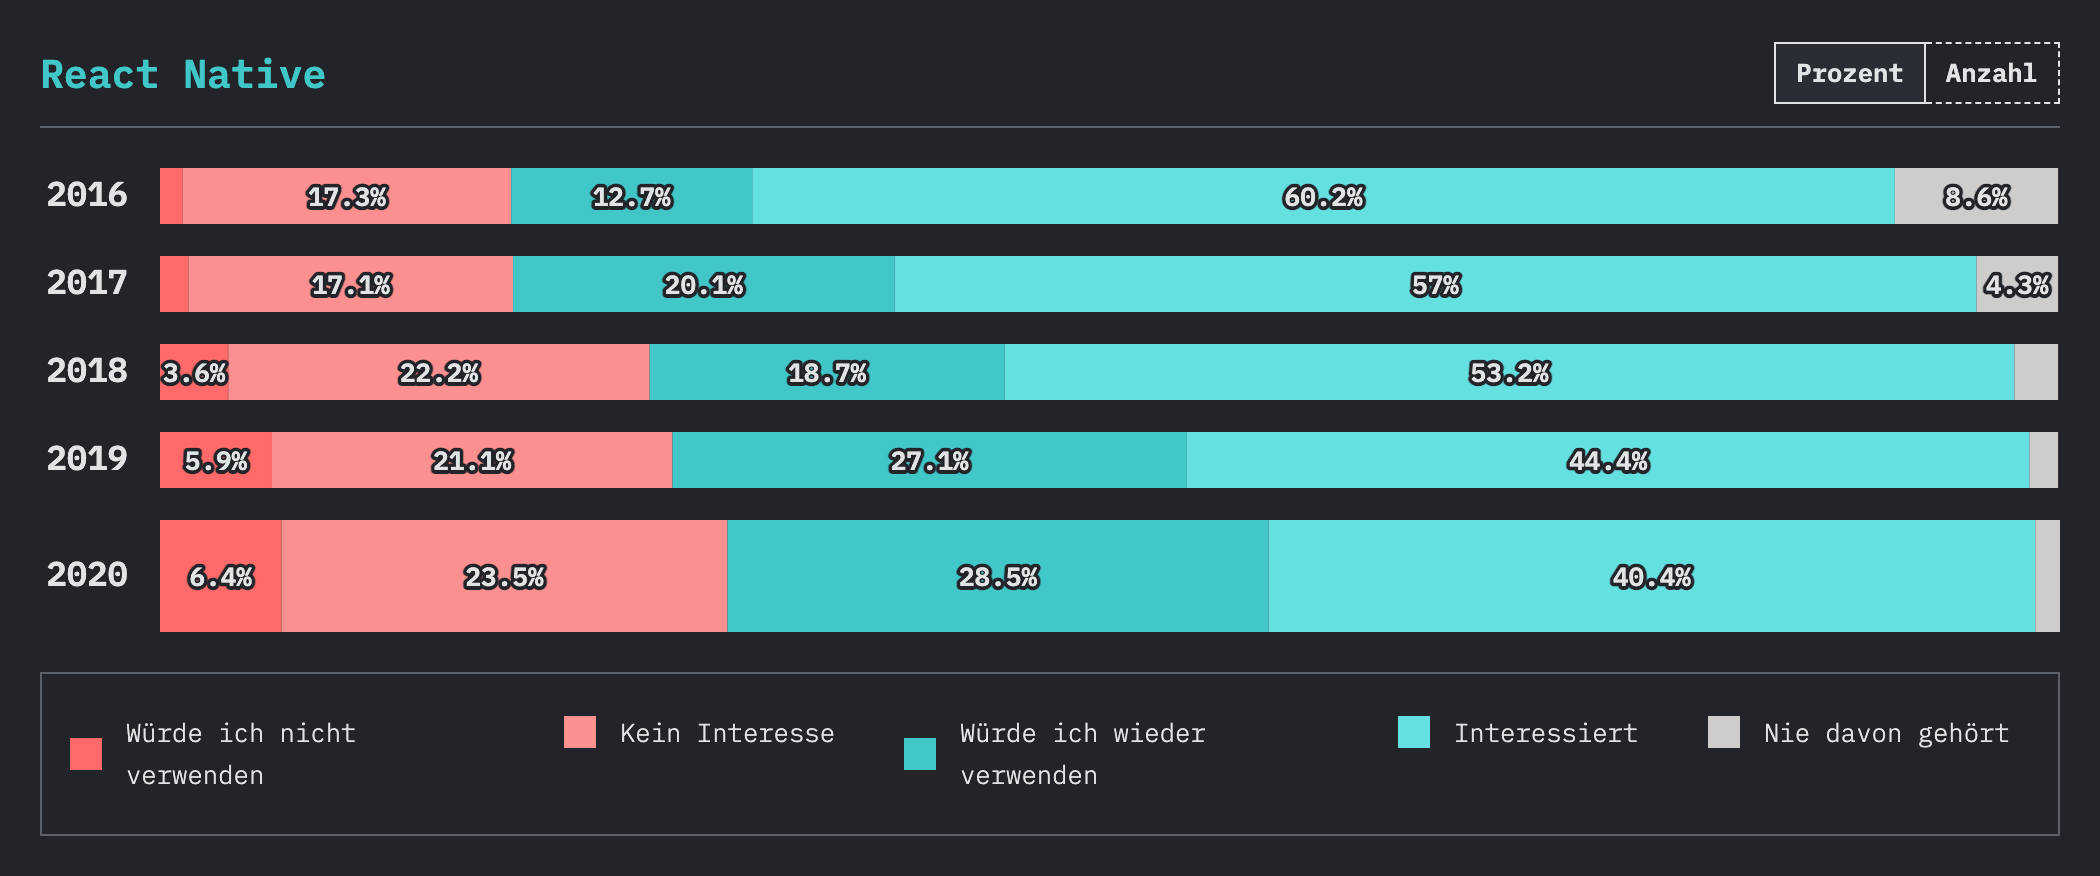 React Native
Prozent Anzahl
2016 17.3% 12.7% 60.2% 8.6%
2017 17.1% 20.1% 57% 4.3%
2018 3.6% 22.2% 18.7% 53.2%
2019 5.9% 21.1% 27.1% 44.4%
2020 6.4% 23.5% 28.5% 40.4%
Würde ich nicht
verwenden
Kein Interesse
Würde ich wieder
verwenden
Interessiert
Nie davon gehört